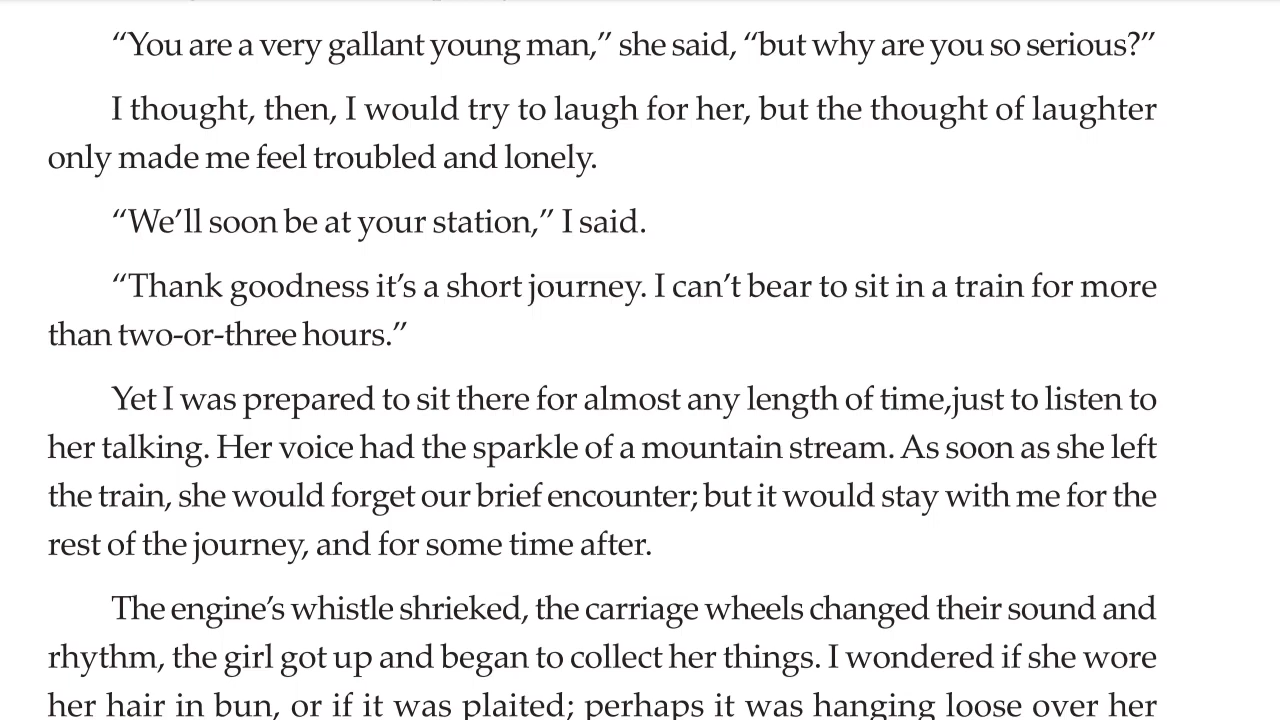 “You are a very gallant young man,” she said, “but why are you so serious?”
I thought, then, I would try to laugh for her, but the thought of laughter
only made me feel troubled and lonely.
“We’ll soon be at your station,” I said.
“Thank goodness it’s a short journey. I can’t bear to sit in a train for more
than two-or-three hours.”
Yet I was prepared to sit there for almost any length of time,just to listen to
her talking. Her voice had the sparkle of a mountain stream. As soon as she left
the train, she would forget our brief encounter; but it would stay with me for the
rest of the journey, and for some time after.
The engine’s whistle shrieked, the carriage wheels changed their sound and
rhythm, the girl got up and began to collect her things. I wondered if she wore
her hair in bun, or if it was plaited; perhaps it was hanging loose over her